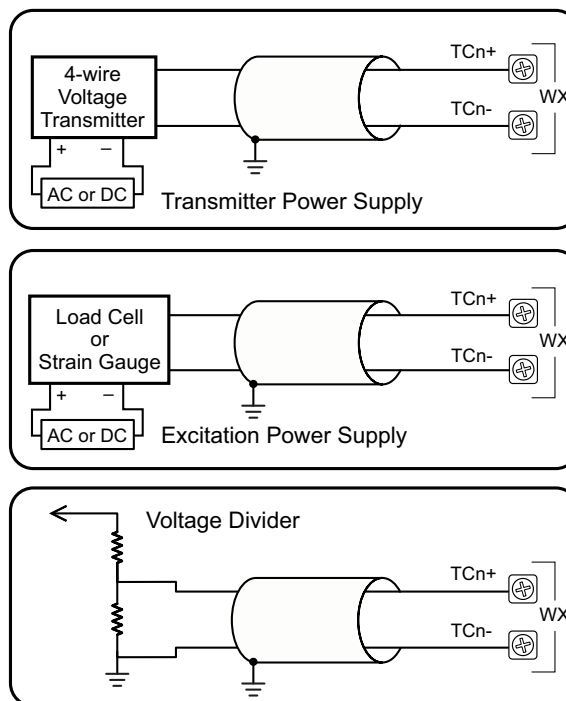 4-wire
Voltage
Transmitter
+ –
AC or DC
Transmitter Power Supply
TCn+
TCn-
WX
Load Cell
or
Strain Gauge
+ –
AC or DC
Excitation Power Supply
TCn+
TCn-
WX
Voltage Divider
TCn+
TCn-
WX